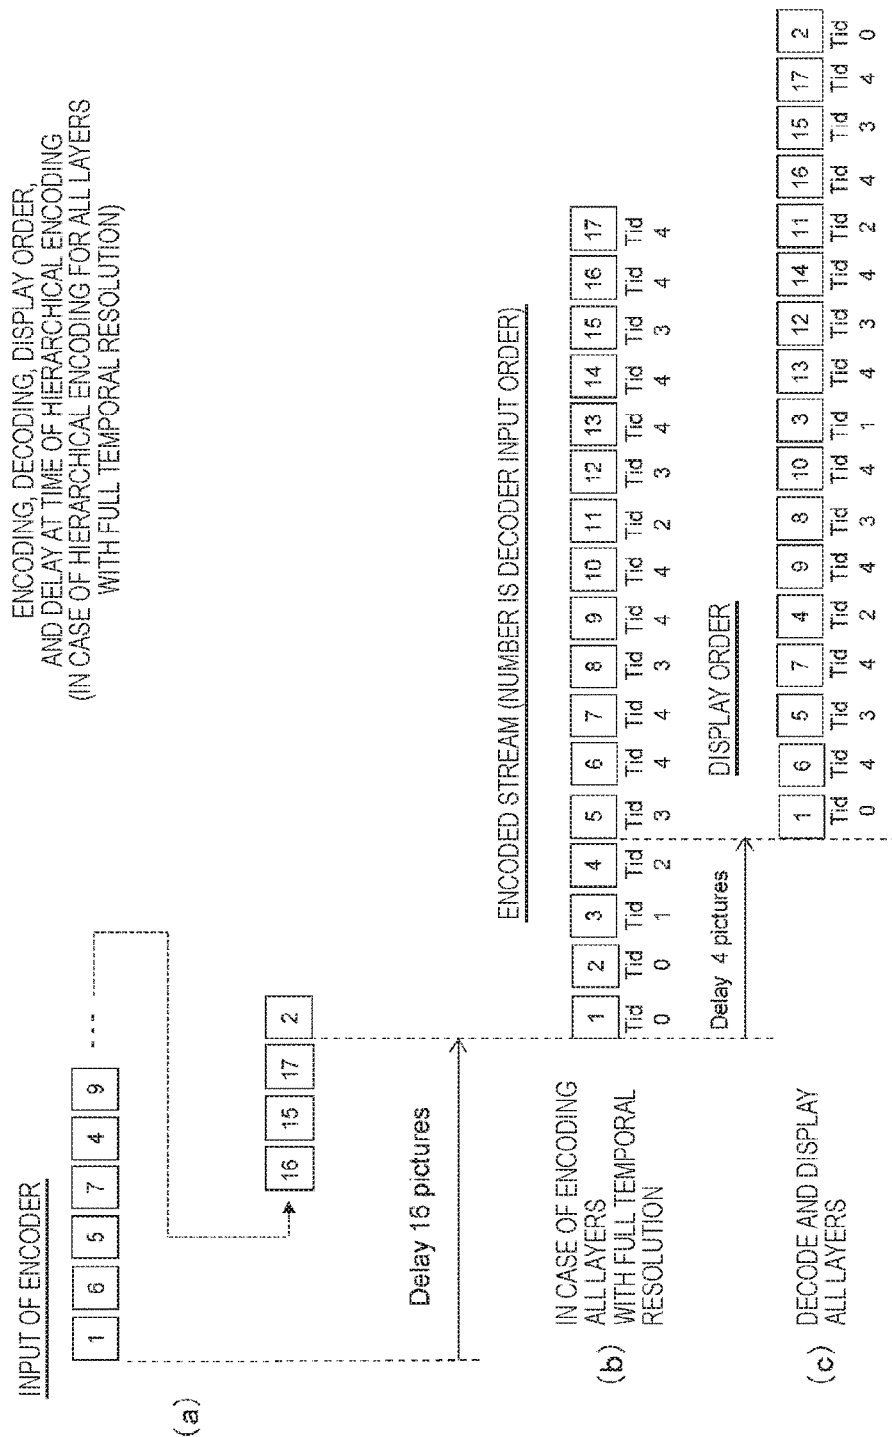 ENCODING, DECODING, DISPLAY ORDER,
AND DELAY AT TIME OF HIERARCHICAL ENCODING
(IN CASE OF HIERARCHICAL ENCODING FOR ALL LAYERS
WITH FULL TEMPORAL RESOLUTION)
INPUT OF ENCODER
(a)
1 6 5 7 4 9 ...
16 15 17 2
Delay 16 pictures
ENCODED STREAM (NUMBER IS DECODER INPUT ORDER)
(b)
IN CASE OF ENCODING
ALL LAYERS
WITH FULL TEMPORAL
RESOLUTION
1 2 3 4 5 6 7 8 9 10 11 12 13 14 15 16 17
Tid Tid Tid Tid Tid Tid Tid Tid Tid Tid Tid Tid Tid Tid Tid Tid Tid
0 0 1 2 3 4 4 3 4 4 2 3 4 4 3 4 4
Delay 4 pictures
DISPLAY ORDER
(c)
DECODE AND DISPLAY
ALL LAYERS
1 6 5 7 4 9 8 10 3 13 12 14 11 16 15 17 2
Tid Tid Tid Tid Tid Tid Tid Tid Tid Tid Tid Tid Tid Tid Tid Tid Tid
0 4 3 4 2 4 3 4 1 4 3 4 2 4 3 4 0